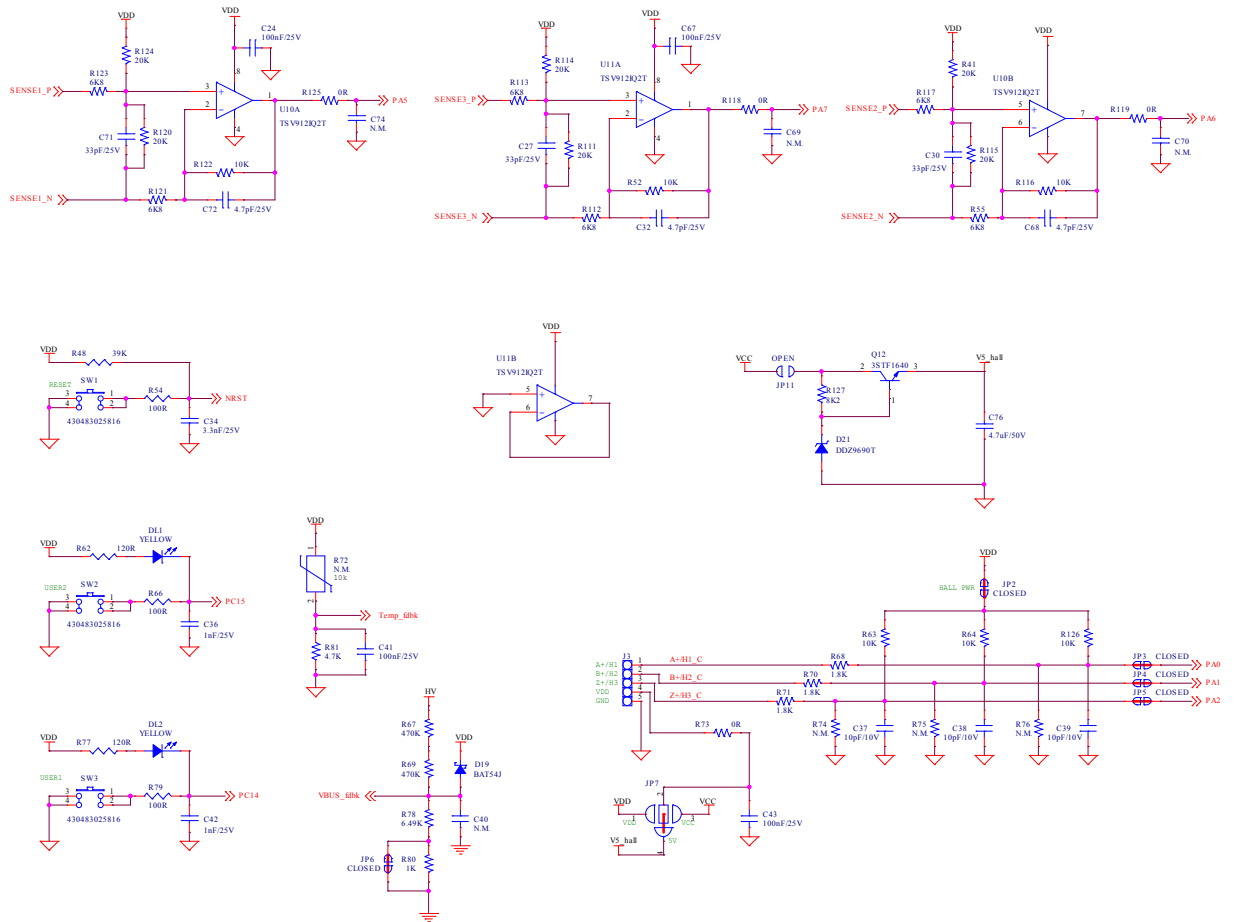 VDD
R124
20K
R123
6K8
SENSE1_P
C71
33pF/25V
R120
20K
VDD
C24
100nF/25V
8
3
2
1
4
U10A
TSV912IQ2T
R125
0R
PA5
C74
N.M.
R122
10K
SENSE1_N
R121
6K8
C72
4.7pF/25V
VDD
R114
20K
R113
6K8
SENSE3_P
C27
33pF/25V
R111
20K
VDD
C67
100nF/25V
U11A
TSV912IQ2T
8
3
2
1
4
R118
0R
PA7
C69
N.M.
R52
10K
SENSE3_N
R112
6K8
C32
4.7pF/25V
VDD
R41
20K
R117
6K8
SENSE2_P
C30
33pF/25V
R115
20K
VDD
U10B
TSV912IQ2T
5
6
7
R119
0R
PA6
C70
N.M.
R116
10K
SENSE2_N
R55
6K8
C68
4.7pF/25V
VDD
R48
39K
RESET
SW1
3
4
1
2
430483025816
R54
100R
NRST
C34
3.3nF/25V
VDD
U11B
TSV912IQ2T
5
6
7
VCC
OPEN
JP11
Q12
3STF1640
2
3
1
V5_hall
R127
8K2
D21
DDZ9690T
C76
4.7uF/50V
VDD
R62
120R
DL1
YELLOW
USER2
SW2
3
4
1
2
430483025816
R66
100R
PC15
C36
1nF/25V
VDD
1
R72
N.M.
10k
2
Temp_fdbk
R81
4.7K
C41
100nF/25V
VDD
R77
120R
DL2
YELLOW
USER1
SW3
3
4
1
2
430483025816
R79
100R
PC14
C42
1nF/25V
HV
R67
470K
R69
470K
VDD
D19
BAT54J
VBUS_fdbk
R78
6.49K
C40
N.M.
JP6
CLOSED
R80
1K
VDD
HALL PWR
JP2
CLOSED
R63
10K
R64
10K
R126
10K
J3
A+/H1
B+/H2
Z+/H3
VDD
GND
1
2
3
4
5
A+/H1_C
B+/H2_C
Z+/H3_C
R68
1.8K
R70
1.8K
R71
1.8K
JP3
CLOSED
PA0
JP4
CLOSED
PA1
JP5
CLOSED
PA2
R74
N.M.
C37
10pF/10V
R75
N.M.
C38
10pF/10V
R76
N.M.
C39
10pF/10V
R73
0R
JP7
2
VDD
1
VDD
VCC
3
VCC
5V
4
V5_hall
C43
100nF/25V